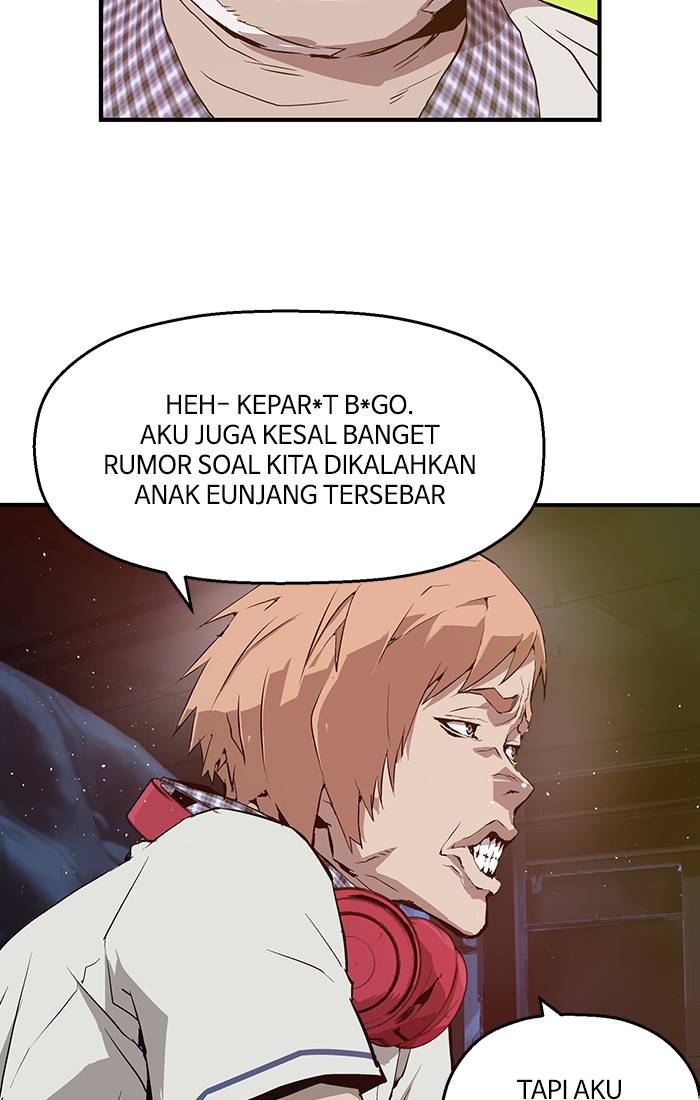 HEH- KEPAR*T B*GO.
AKU JUGA KESAL BANGET
RUMOR SOAL KITA DIKALAHKAN
ANAK EUNJANG TERSEBAR
TAPI AKU